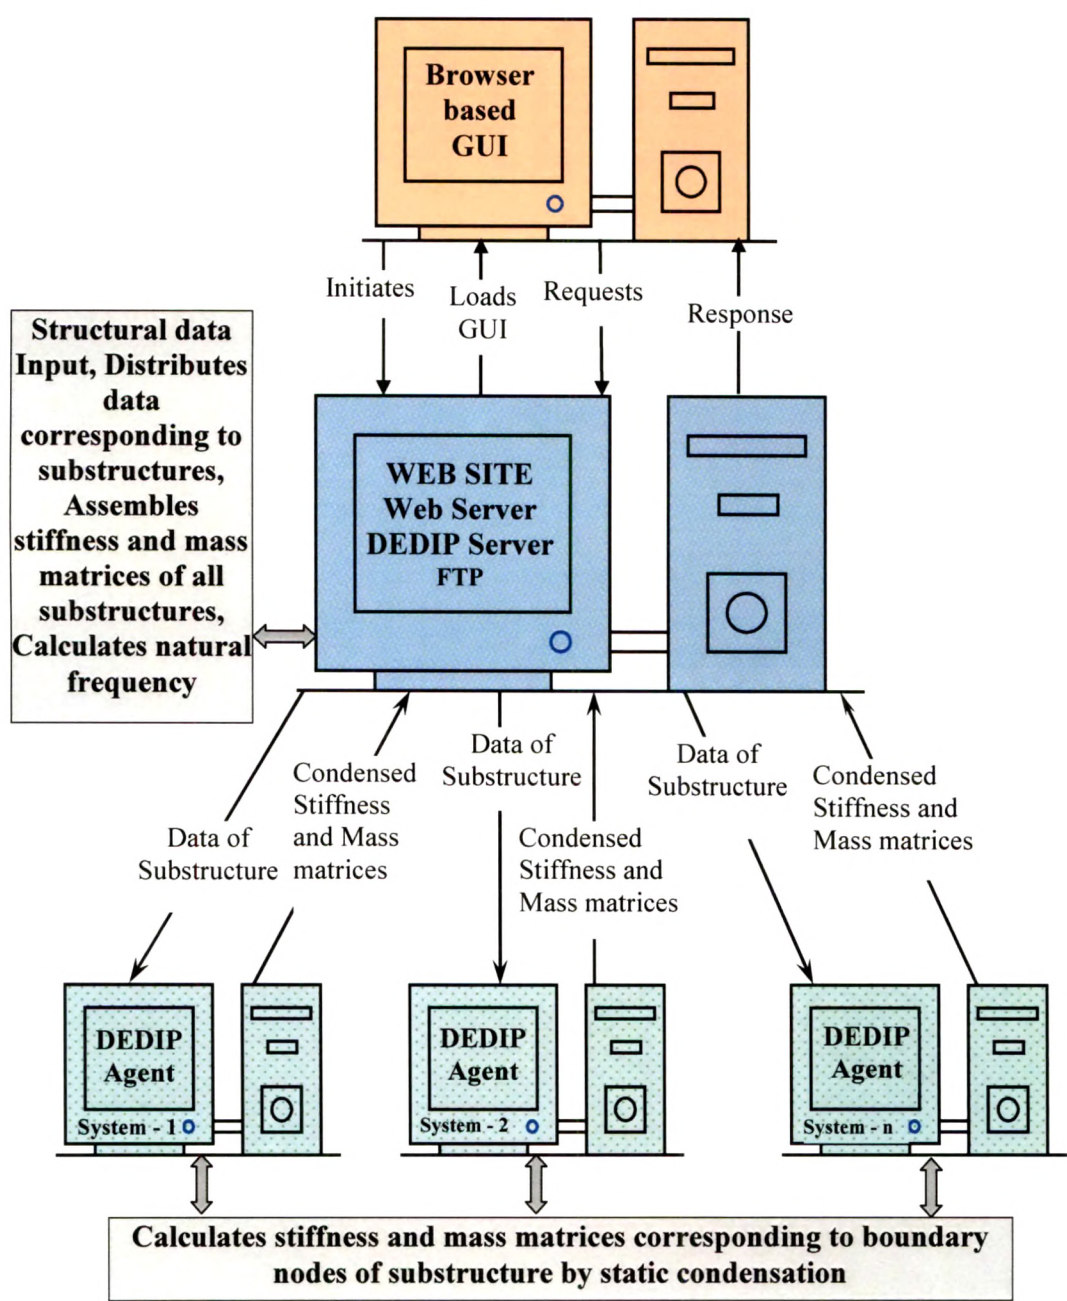 Browser
based
GUI
Initiates
Loads
GUI
Requests
Response
Structural data
Input, Distributes
data
corresponding to
substructures,
Assembles
stiffness and mass
matrices of all
substructures,
Calculates natural
frequency
WEB SITE
Web Server
DEDIP Server
FTP
Data of
Substructure
Condensed
Stiffness
and Mass
matrices
Data of
Substructure
Condensed
Stiffness and
Mass matrices
Data of
Substructure
Condensed
Stiffness and
Mass matrices
DEDIP
Agent
System - 1
DEDIP
Agent
System - 2
DEDIP
Agent
System - n
Calculates stiffness and mass matrices corresponding to boundary
nodes of substructure by static condensation